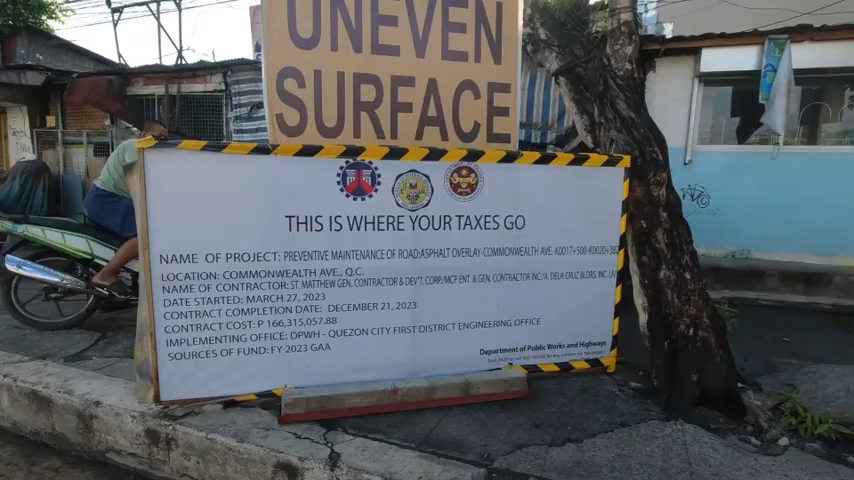 UNEVEN
SURFACE
THIS IS WHERE YOUR TAXES GO
NAME OF PROJECT: PREVENTIVE MAINTENANCE OF ROAD:ASPHALT OVERLAY-COMMONWEALTH AVE.-K0017+500-K0020+382
LOCATION: COMMONWEALTH AVE., Q.C.
NAME OF CONTRACTOR: ST. MATTHEW GEN. CONTRACTOR & DEV'T. CORP./MCP ENT. & GEN. CONTRACTOR INC./A. DELA CRUZ BLDRS. INC.
DATE STARTED: MARCH 27, 2023
CONTRACT COMPLETION DATE: DECEMBER 21, 2023
CONTRACT COST: P 166,315,057.88
IMPLEMENTING OFFICE: DPWH - QUEZON CITY FIRST DISTRICT ENGINEERING OFFICE
SOURCES OF FUND: FY 2023 GAA
Department of Public Works and Highways